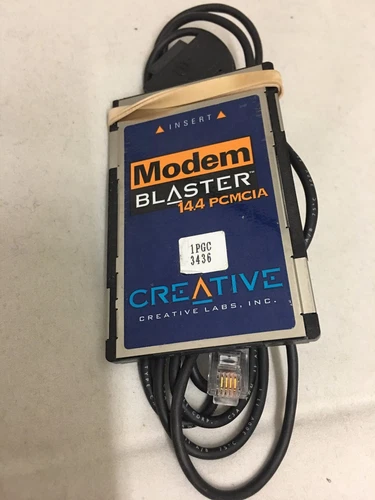 INSERT
Modem
BLASTER™
14.4 PCMCIA
1PGC
3436
CREATIVE
CREATIVE LABS, INC.